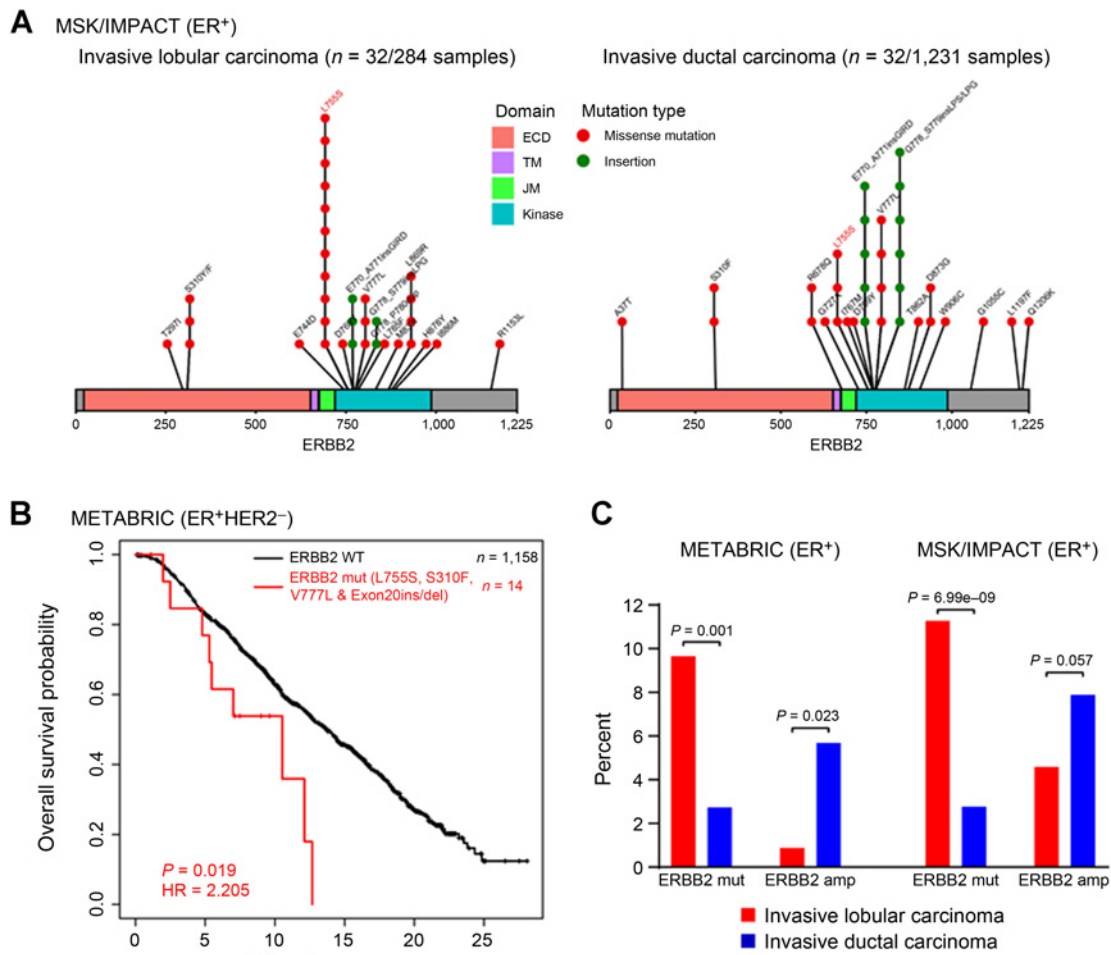 A MSK/IMPACT (ER+)
Invasive lobular carcinoma (n = 32/284 samples)
Invasive ductal carcinoma (n = 32/1,231 samples)
Domain
ECD
TM
JM
Kinase
Mutation type
Missense mutation
Insertion
T297I
S310Y/F
E744D
L755S
E770_A771insGIRD
V777L
L869R
H878Y
I886M
R1153L
0 250 500 750 1,000 1,225
ERBB2
A37T
S310F
R678Q
L755S
E770_A771insGIRD
V777L
G778_S779insLPS/LPG
T862A
D873G
W906C
G1055C
L1197F
Q1206K
0 250 500 750 1,000 1,225
ERBB2
B METABRIC (ER+HER2–)
Overall survival probability
1.0
0.8
0.6
0.4
0.2
0.0
ERBB2 WT n = 1,158
ERBB2 mut (L755S, S310F, n = 14
V777L & Exon20ins/del)
P = 0.019
HR = 2.205
0 5 10 15 20 25
C
METABRIC (ER+) MSK/IMPACT (ER+)
Percent
12
10
8
6
4
2
0
P = 0.001
P = 0.023
P = 6.99e–09
P = 0.057
ERBB2 mut ERBB2 amp ERBB2 mut ERBB2 amp
Invasive lobular carcinoma
Invasive ductal carcinoma